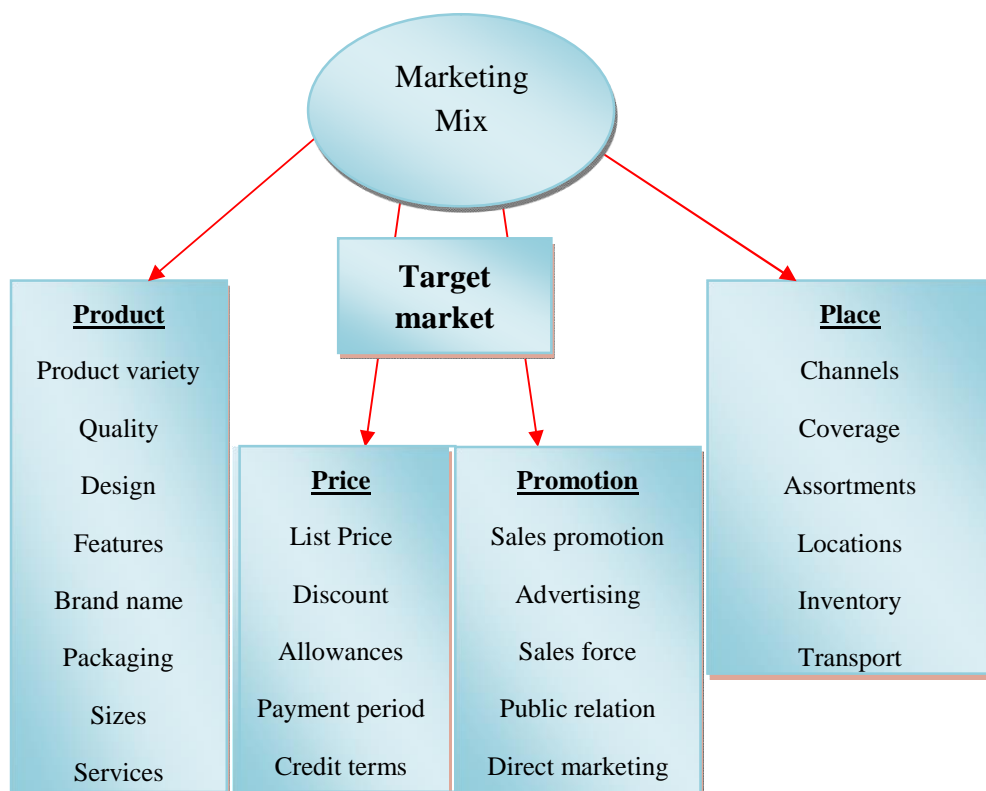 Marketing
Mix
Target
market
Product
Product variety
Quality
Design
Features
Brand name
Packaging
Sizes
Services
Price
List Price
Discount
Allowances
Payment period
Credit terms
Promotion
Sales promotion
Advertising
Sales force
Public relation
Direct marketing
Place
Channels
Coverage
Assortments
Locations
Inventory
Transport